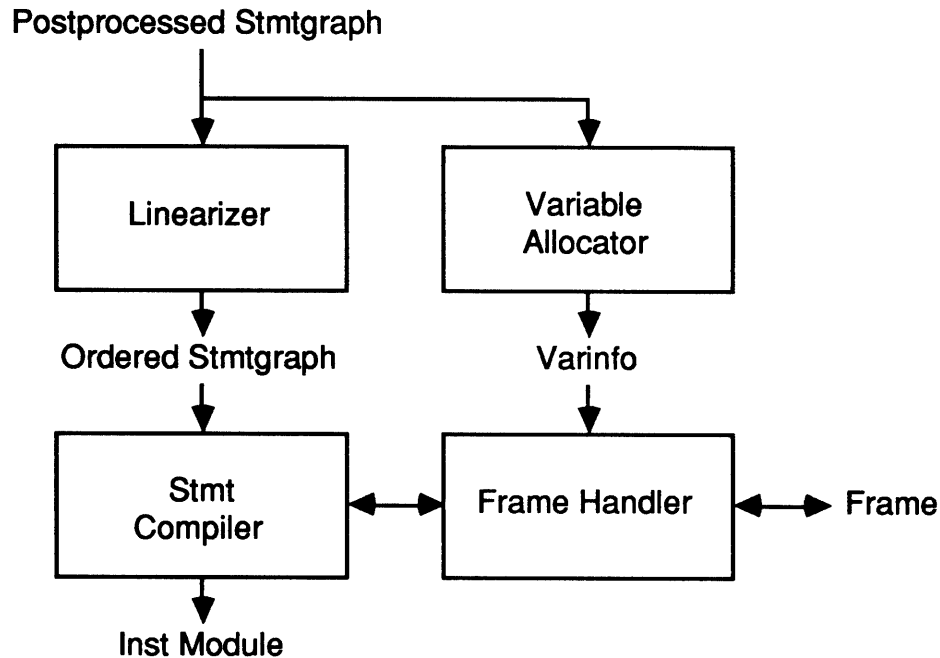 Postprocessed Stmtgraph
Linearizer
Variable
Allocator
Ordered Stmtgraph
Varinfo
Stmt
Compiler
Frame Handler
Frame
Inst Module